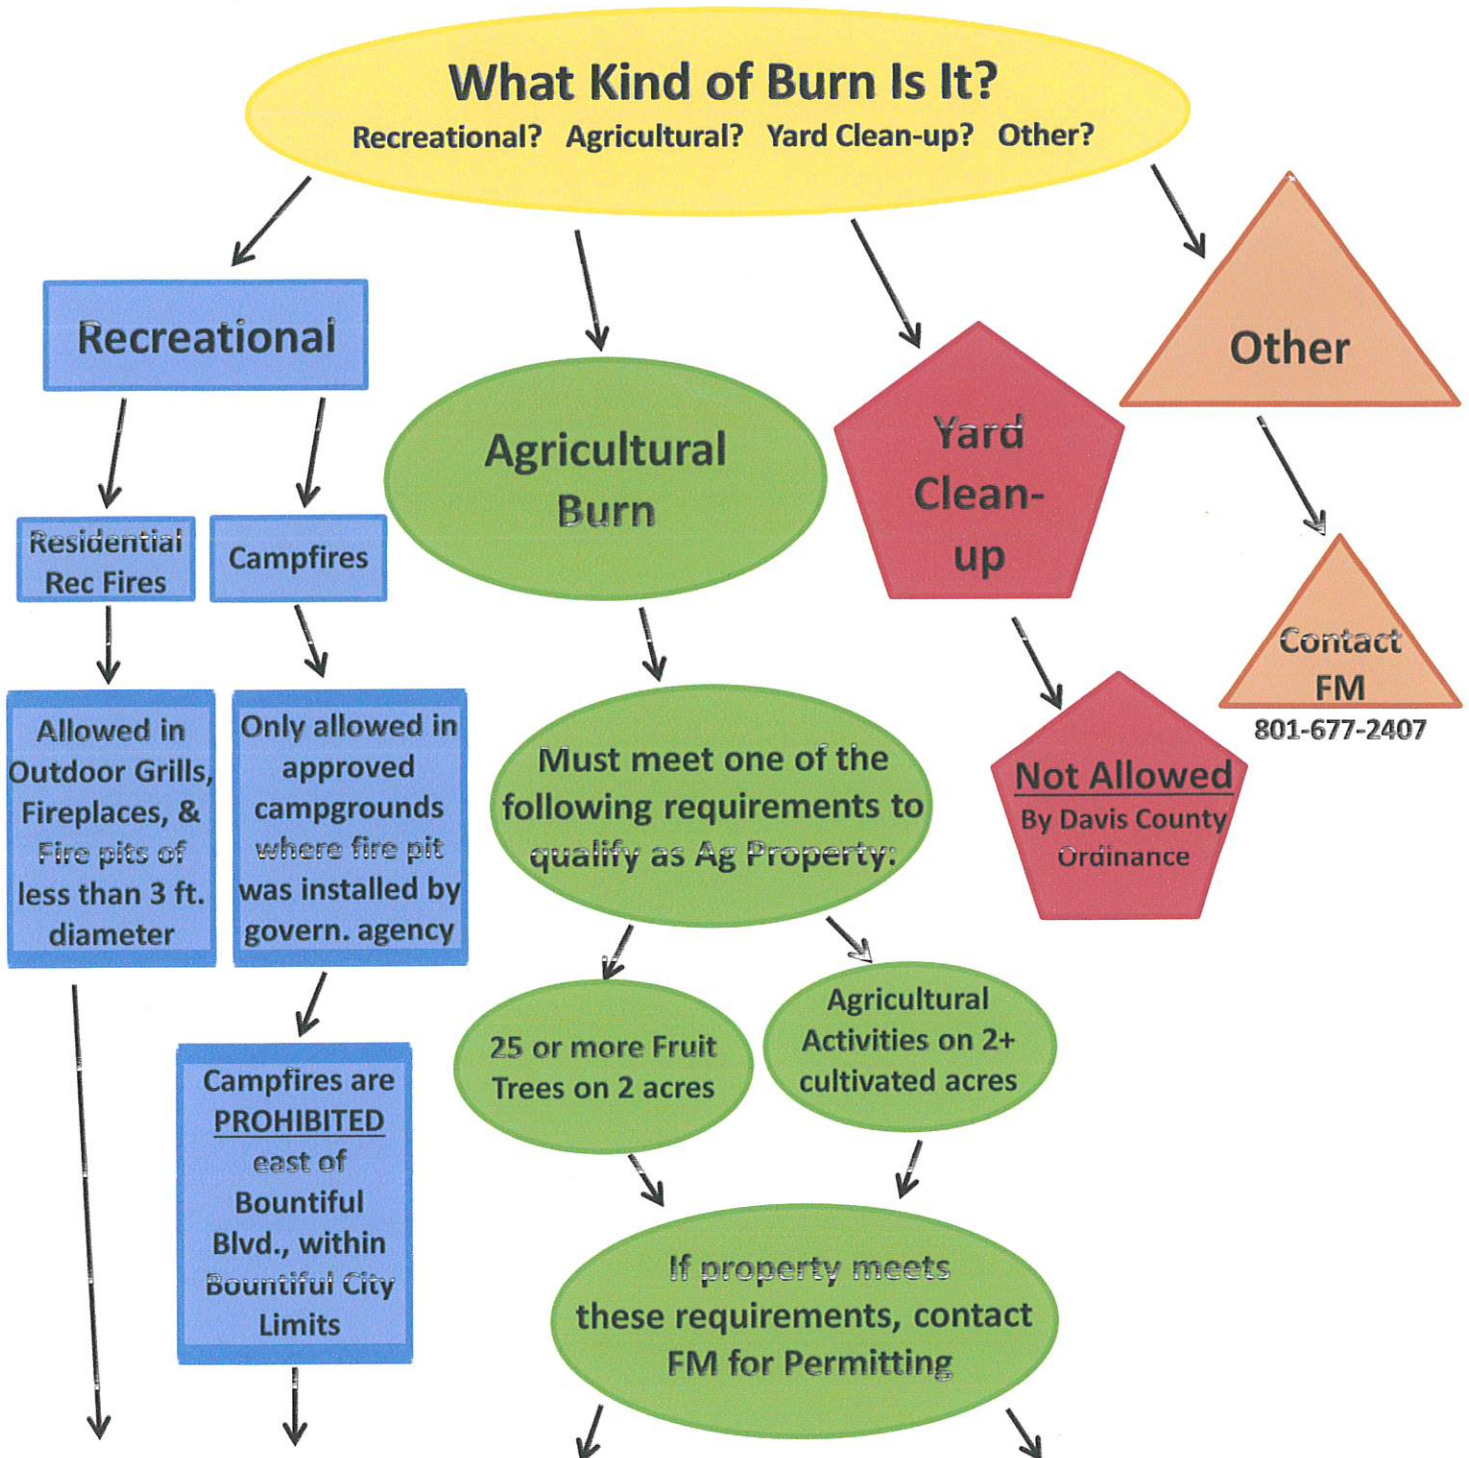 What Kind of Burn Is It?
Recreational? Agricultural? Yard Clean-up? Other?
Recreational
Agricultural
Burn
Yard
Clean-
up
Other
Residential
Rec Fires
Campfires
Contact
FM
801-677-2407
Allowed in
Outdoor Grills,
Fireplaces, &
Fire pits of
less than 3 ft.
diameter
Only allowed in
approved
campgrounds
where fire pit
was installed by
govern. agency
Must meet one of the
following requirements to
qualify as Ag Property:
Not Allowed
By Davis County
Ordinance
25 or more Fruit
Trees on 2 acres
Agricultural
Activities on 2+
cultivated acres
Campfires are
PROHIBITED
east of
Bountiful
Blvd., within
Bountiful City
Limits
If property meets
these requirements, contact
FM for Permitting